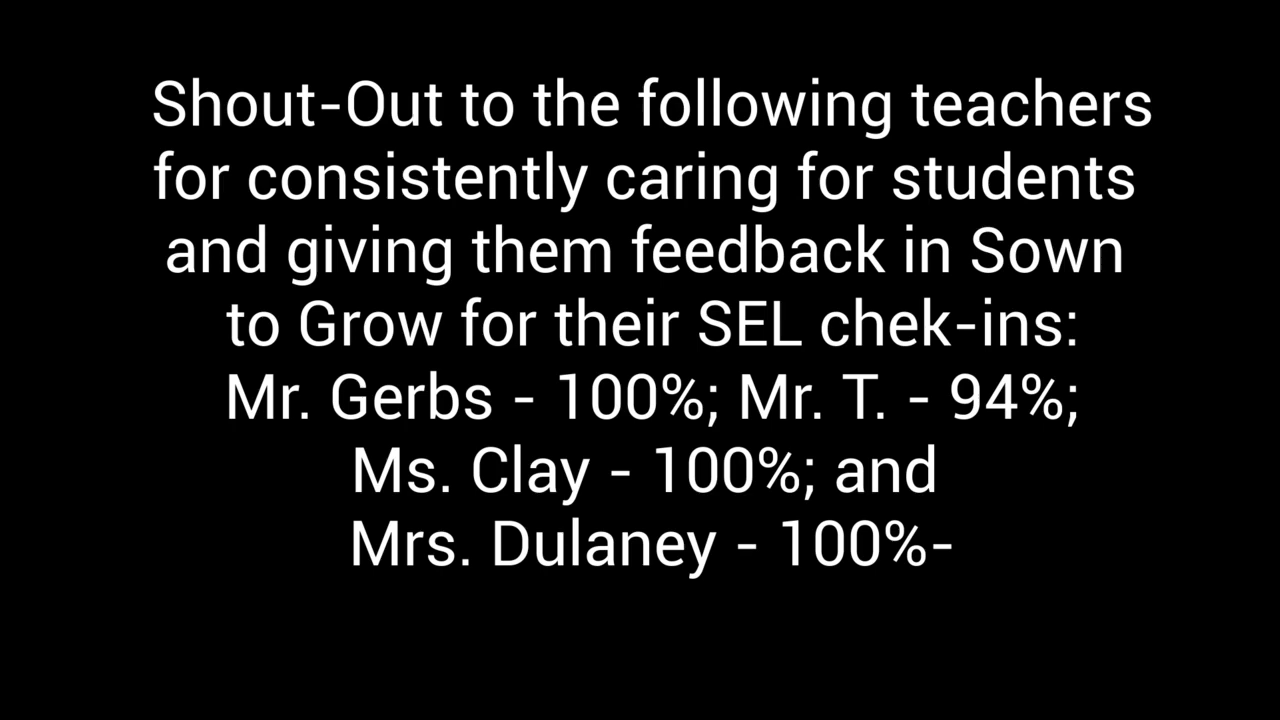 Shout-Out to the following teachers
for consistently caring for students
and giving them feedback in Sown
to Grow for their SEL chek-ins:
Mr. Gerbs - 100%; Mr. T. - 94%;
Ms. Clay - 100%; and
Mrs. Dulaney - 100%-